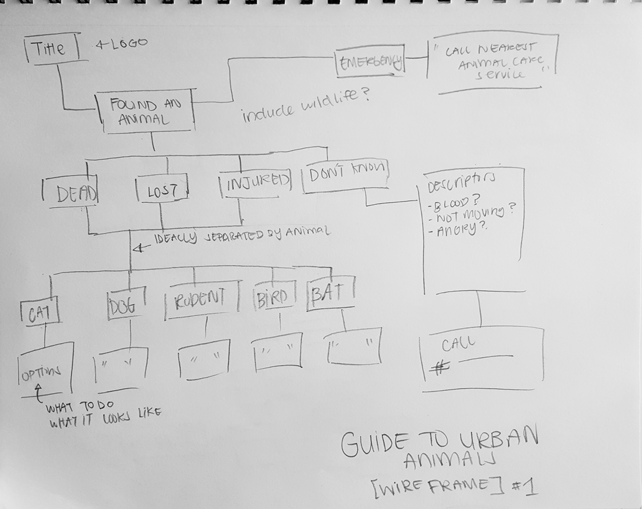 Title
+ LOGO
EMERGENCY
"CALL NEAREST
ANIMAL CARE
SERVICE"
FOUND AN
ANIMAL
include wildlife?
DEAD
LOST
INJURED
DON'T KNOW
DESCRIPTORS
- BLOOD?
- NOT MOVING?
- ANGRY?
IDEALLY SEPARATED BY ANIMAL
CAT
DOG
RODENT
BIRD
BAT
OPTIONS
" "
" "
" "
" "
WHAT TO DO
WHAT IT LOOKS LIKE
CALL
#
GUIDE TO URBAN
ANIMALS
[WIREFRAME] #1